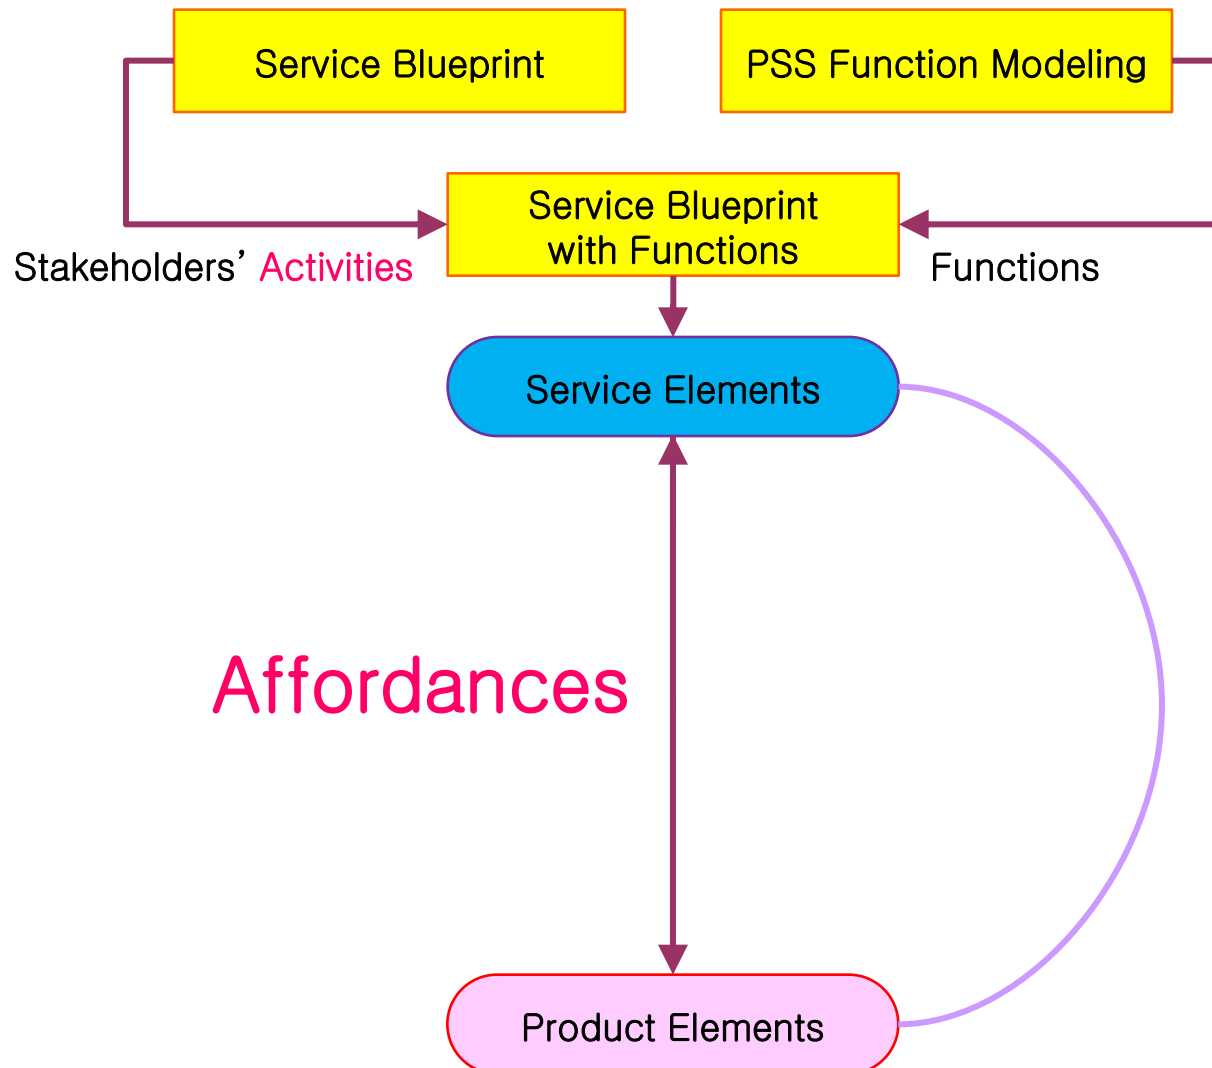 Service Blueprint
PSS Function Modeling
Service Blueprint
with Functions
Stakeholders’ Activities
Functions
Service Elements
Affordances
Product Elements